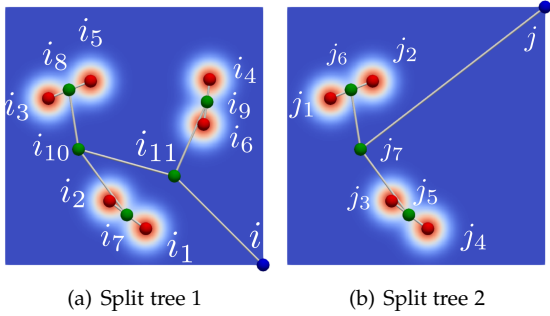 i₅ j
i₈ i₄ j₆ j₂
i₃ i₉ j₁
i₆
i₁₀ i₁₁ j₇
i₂ j₃ j₅
i₇ i₁ i j₄
(a) Split tree 1 (b) Split tree 2